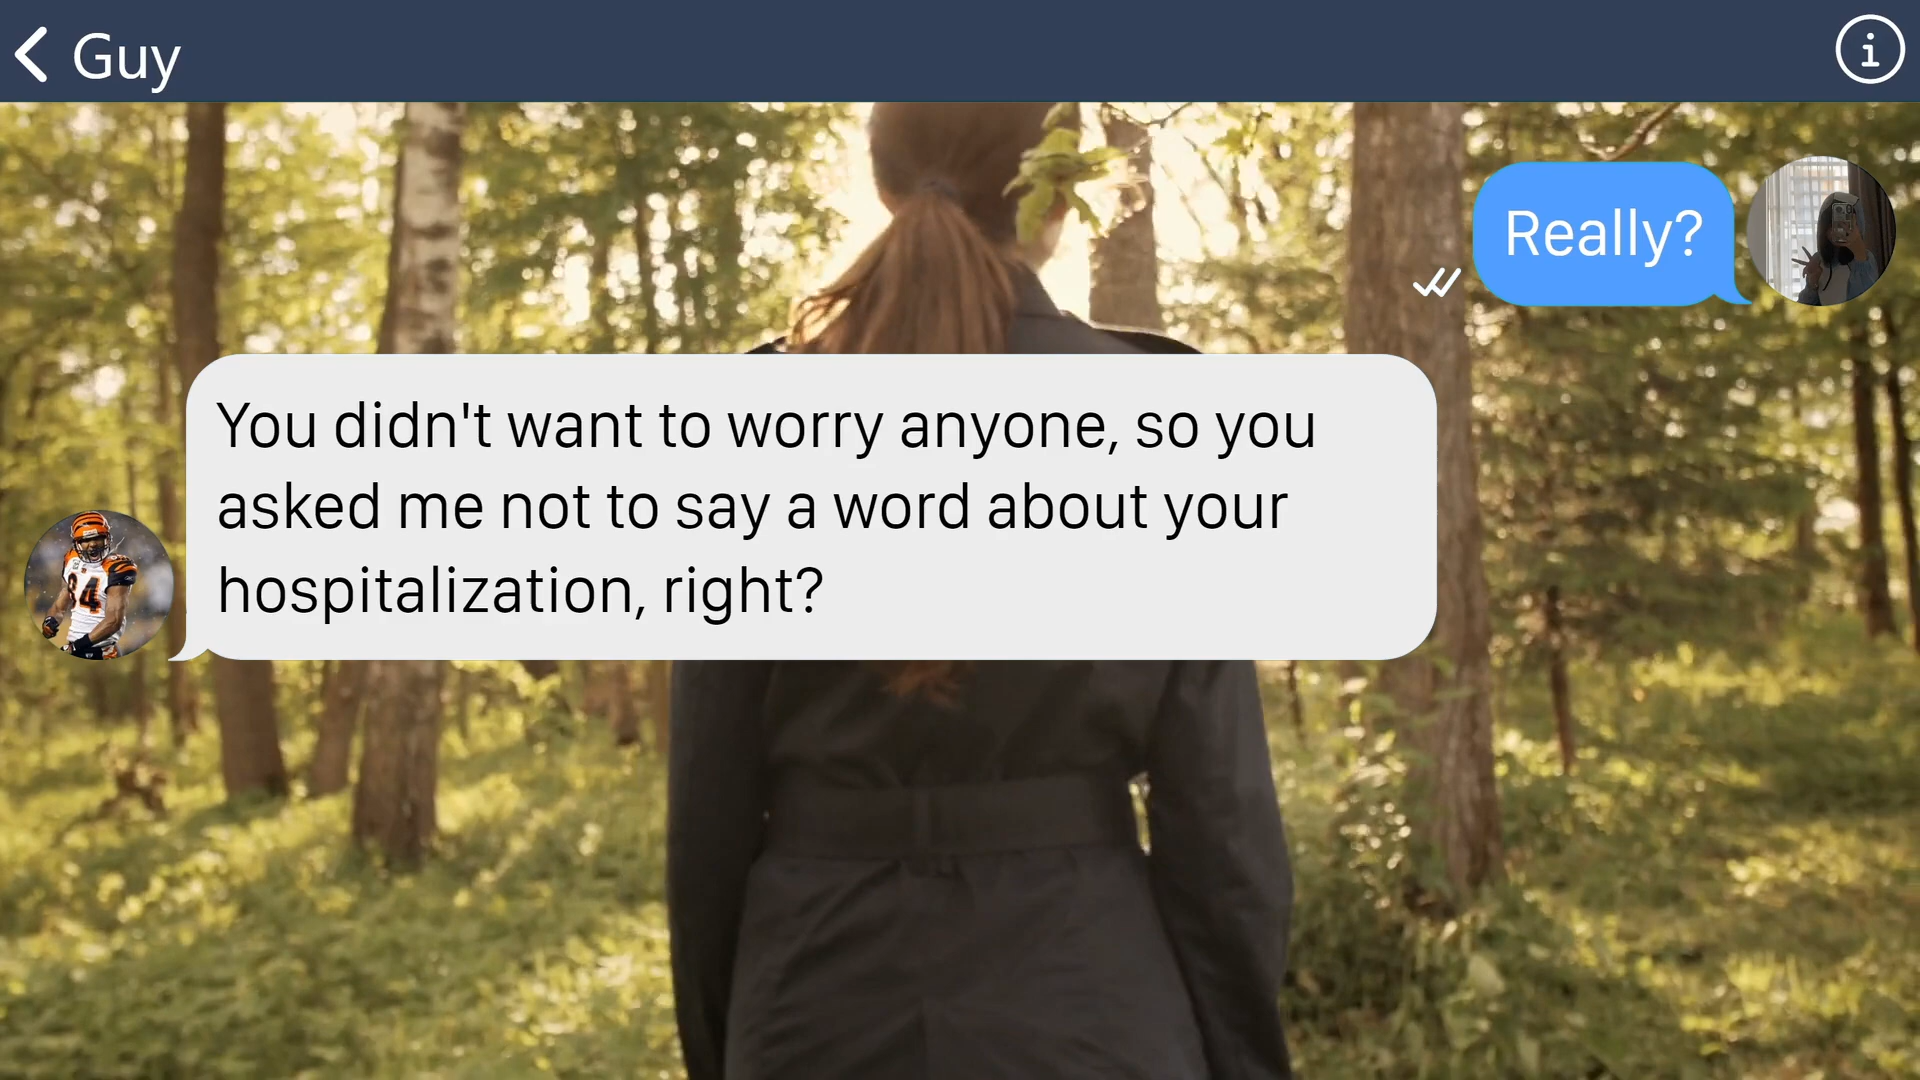 Guy
Really?
You didn't want to worry anyone, so you
asked me not to say a word about your
hospitalization, right?
84